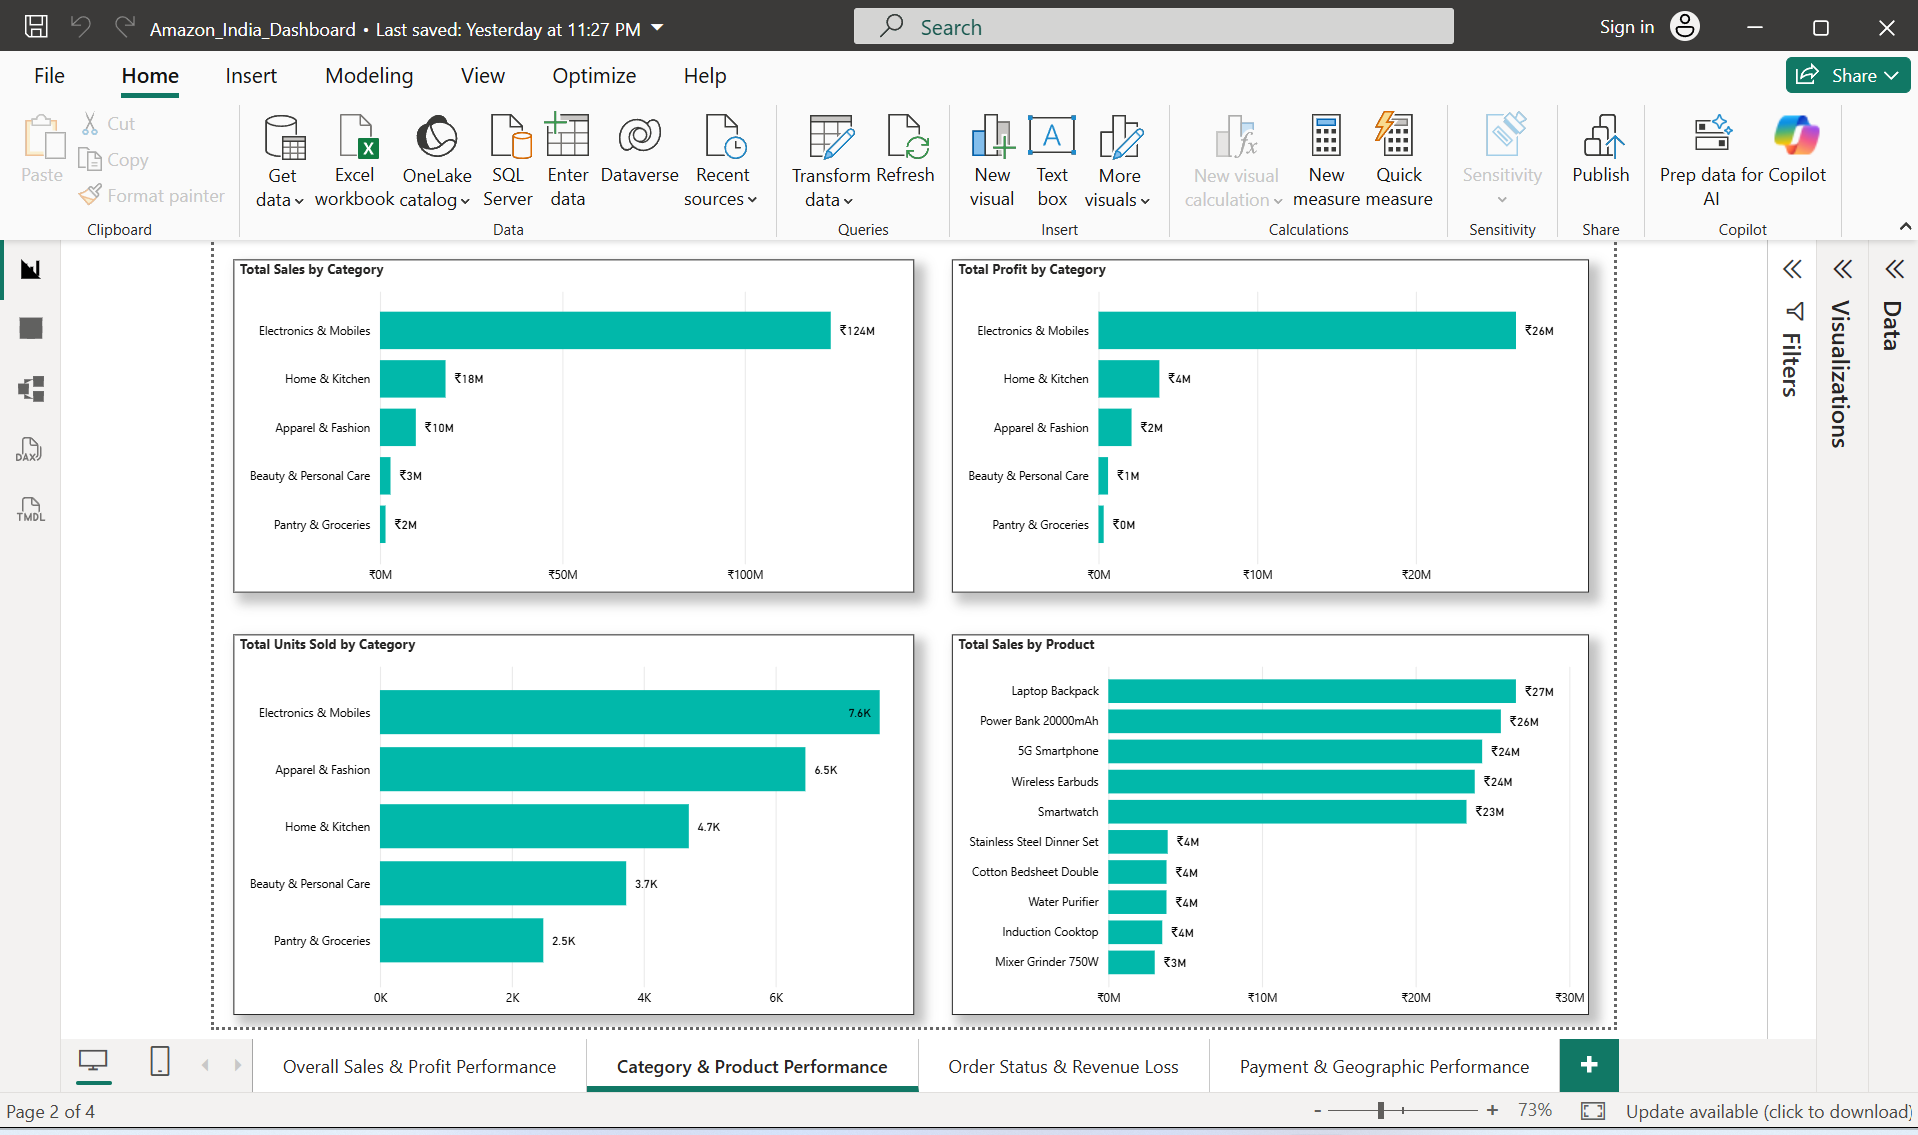 Amazon_India_Dashboard • Last saved: Yesterday at 11:27 PM
Search
Sign in
File
Home
Insert
Modeling
View
Optimize
Help
Share
Paste
Cut
Copy
Format painter
Clipboard
Get data
Excel workbook
OneLake catalog
SQL Server
Enter data
Dataverse
Recent sources
Data
Transform data
Refresh
Queries
New visual
Text box
More visuals
Insert
New visual calculation
New measure
Quick measure
Calculations
Sensitivity
Sensitivity
Publish
Share
Prep data for AI
Copilot
Copilot
DAX
TMDL
Total Sales by Category
Electronics & Mobiles ₹124M
Home & Kitchen ₹18M
Apparel & Fashion ₹10M
Beauty & Personal Care ₹3M
Pantry & Groceries ₹2M
₹0M ₹50M ₹100M
Total Profit by Category
Electronics & Mobiles ₹26M
Home & Kitchen ₹4M
Apparel & Fashion ₹2M
Beauty & Personal Care ₹1M
Pantry & Groceries ₹0M
₹0M ₹10M ₹20M
Total Units Sold by Category
Electronics & Mobiles 7.6K
Apparel & Fashion 6.5K
Home & Kitchen 4.7K
Beauty & Personal Care 3.7K
Pantry & Groceries 2.5K
0K 2K 4K 6K
Total Sales by Product
Laptop Backpack ₹27M
Power Bank 20000mAh ₹26M
5G Smartphone ₹24M
Wireless Earbuds ₹24M
Smartwatch ₹23M
Stainless Steel Dinner Set ₹4M
Cotton Bedsheet Double ₹4M
Water Purifier ₹4M
Induction Cooktop ₹4M
Mixer Grinder 750W ₹3M
₹0M ₹10M ₹20M ₹30M
Filters
Visualizations
Data
Overall Sales & Profit Performance
Category & Product Performance
Order Status & Revenue Loss
Payment & Geographic Performance
Page 2 of 4
73%
Update available (click to download)